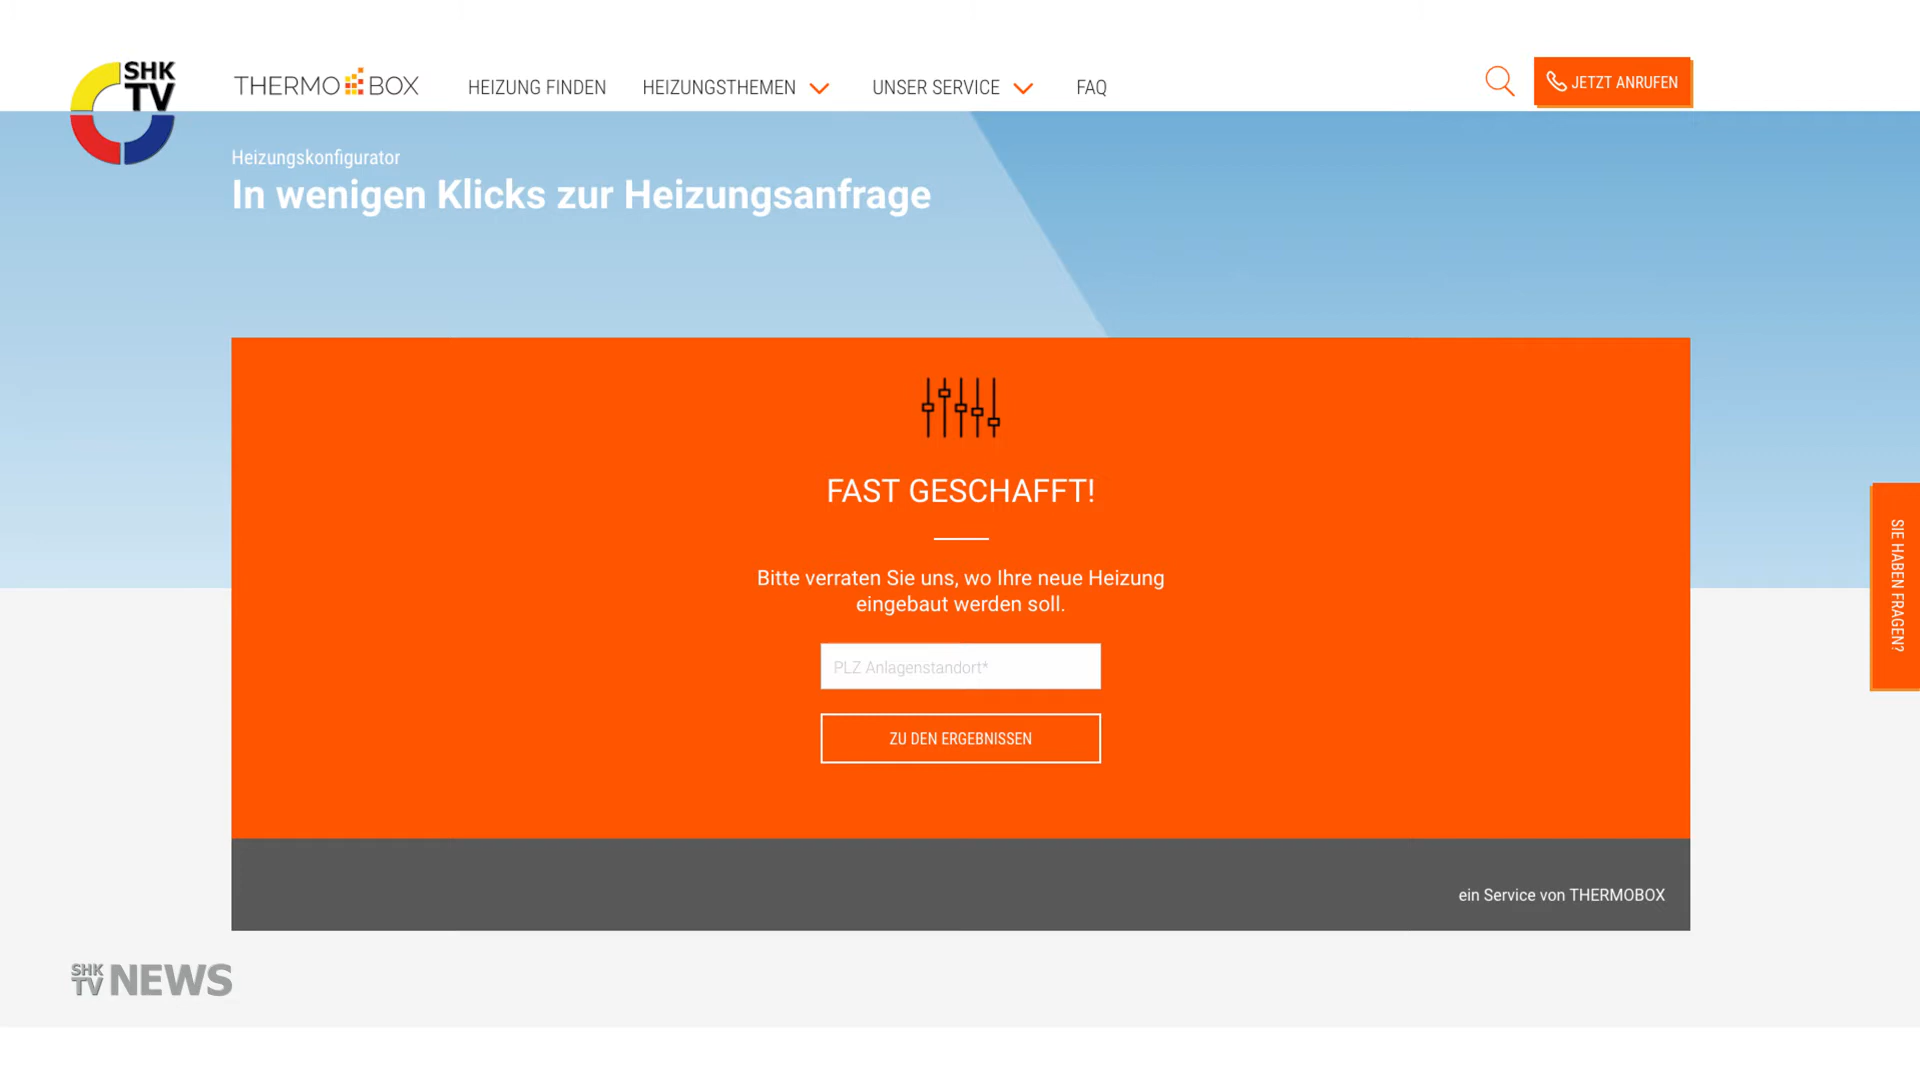 SHK
TV
THERMO BOX
HEIZUNG FINDEN
HEIZUNGSTHEMEN
UNSER SERVICE
FAQ
JETZT ANRUFEN
Heizungskonfigurator
In wenigen Klicks zur Heizungsanfrage
FAST GESCHAFFT!
Bitte verraten Sie uns, wo Ihre neue Heizung
eingebaut werden soll.
PLZ Anlagenstandort*
ZU DEN ERGEBNISSEN
SIE HABEN FRAGEN?
ein Service von THERMOBOX
SHK
TV NEWS